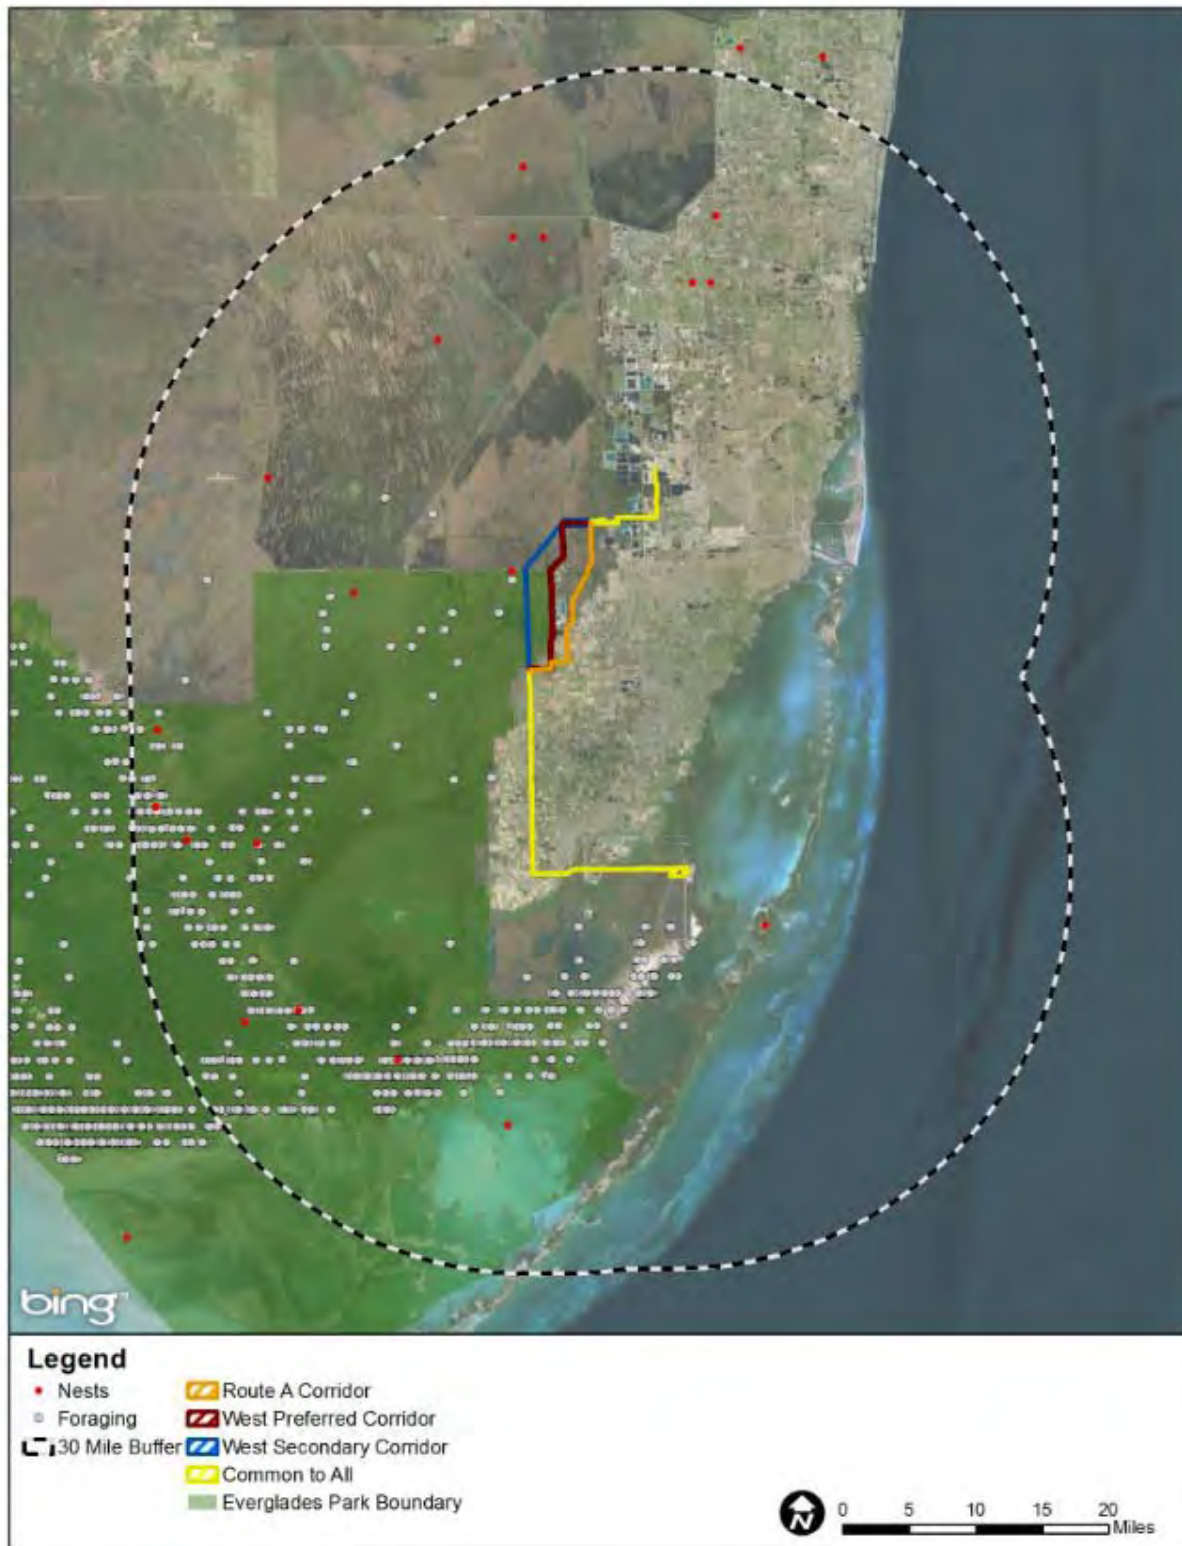 bing™
Legend
Nests
Foraging
30 Mile Buffer
Route A Corridor
West Preferred Corridor
West Secondary Corridor
Common to All
Everglades Park Boundary
N
0 5 10 15 20
Miles